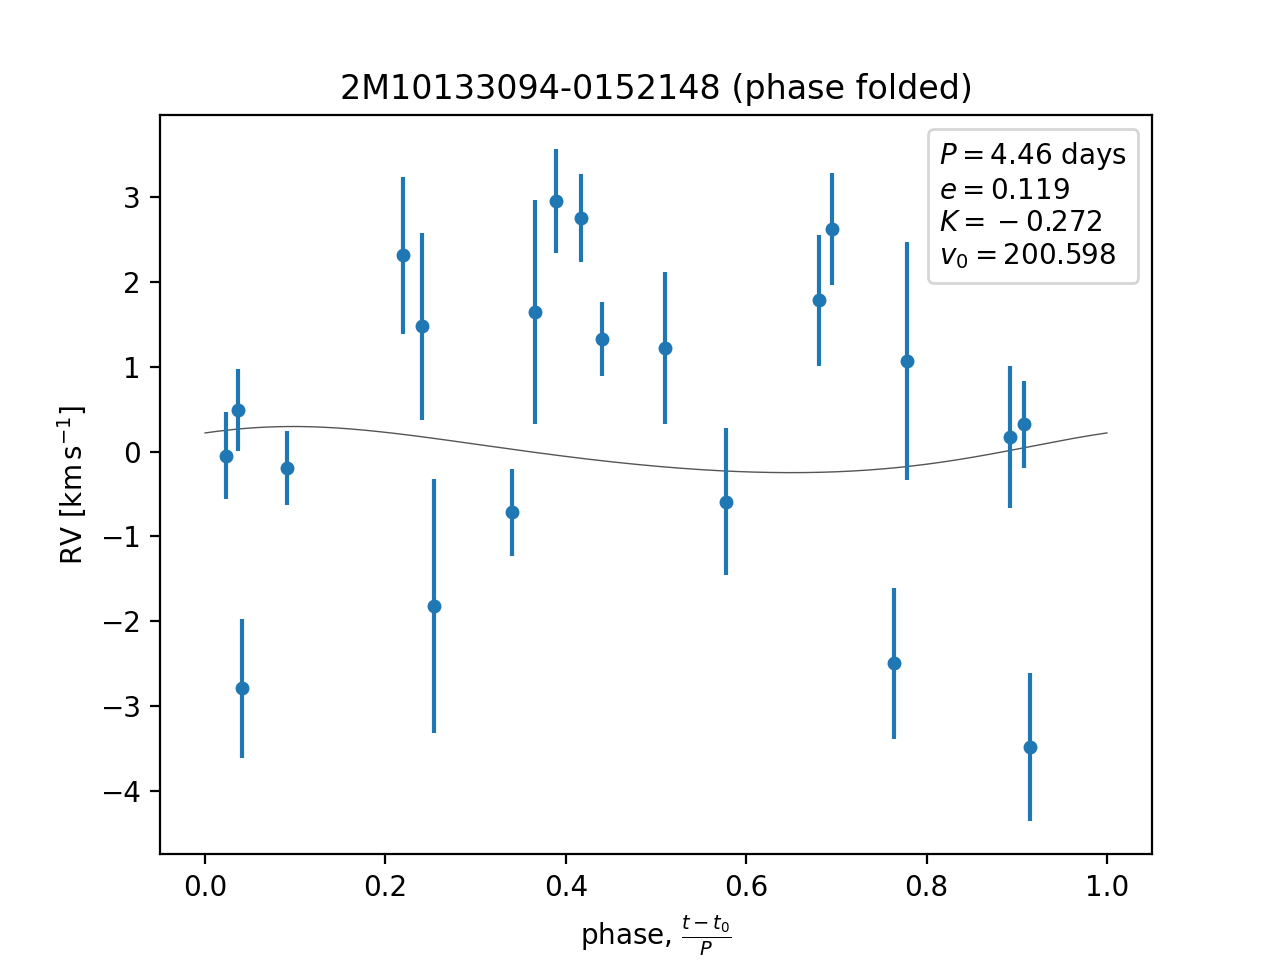 2M10133094-0152148 (phase folded)
P = 4.46 days
e = 0.119
K = −0.272
v₀ = 200.598
RV [km s⁻¹]
3
2
1
0
−1
−2
−3
−4
0.0 0.2 0.4 0.6 0.8 1.0
phase, (t − t₀)/P